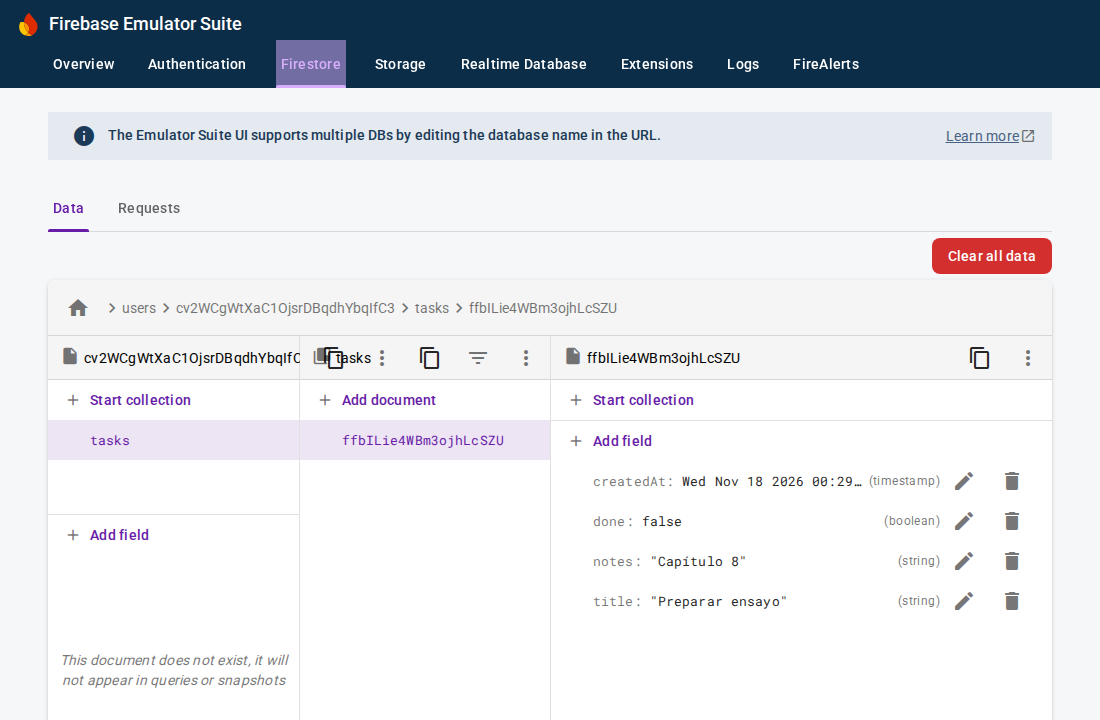 Firebase Emulator Suite
Overview Authentication Firestore Storage Realtime Database Extensions Logs FireAlerts
The Emulator Suite UI supports multiple DBs by editing the database name in the URL. Learn more
Data Requests
Clear all data
users cv2WCgWtXaC1OjsrDBqdhYbqIfC3 tasks ffbILie4WBm3ojhLcSZU
cv2WCgWtXaC1OjsrDBqdhYbqIfC tasks ffbILie4WBm3ojhLcSZU
Start collection Add document Start collection
tasks ffbILie4WBm3ojhLcSZU Add field
createdAt: Wed Nov 18 2026 00:29… (timestamp)
done: false (boolean)
Add field
notes: "Capítulo 8" (string)
title: "Preparar ensayo" (string)
This document does not exist, it will
not appear in queries or snapshots